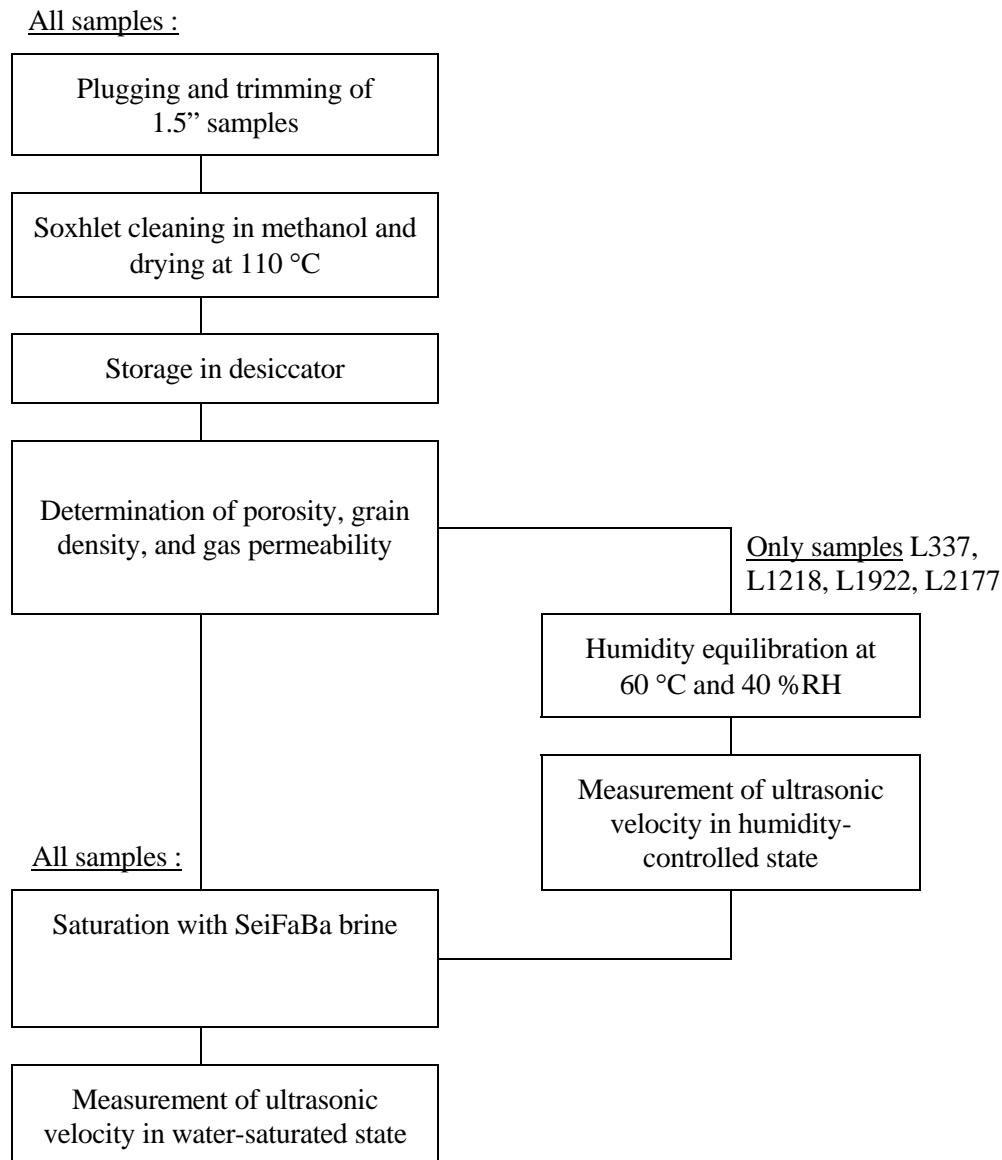 All samples :
Plugging and trimming of
1.5” samples
Soxhlet cleaning in methanol and
drying at 110 °C
Storage in desiccator
Determination of porosity, grain
density, and gas permeability
Only samples L337,
L1218, L1922, L2177
Humidity equilibration at
60 °C and 40 %RH
Measurement of ultrasonic
velocity in humidity-
controlled state
All samples :
Saturation with SeiFaBa brine
Measurement of ultrasonic
velocity in water-saturated state